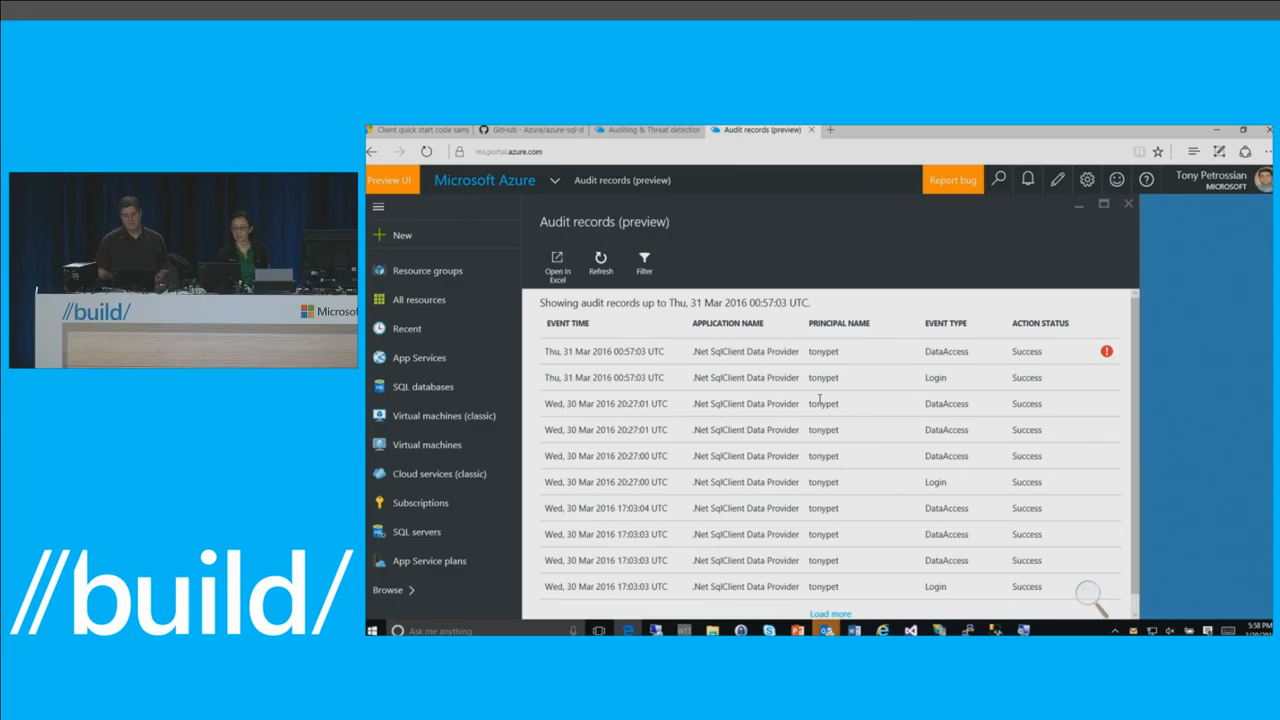 Client quick start code sam
GitHub - Azure/azure-sql-d
Auditing & Threat detection
Audit records (preview)
ms.portal.azure.com
Preview UI
Microsoft Azure
Audit records (preview)
Report bug
Tony Petrossian
MICROSOFT
New
Resource groups
All resources
Recent
App Services
SQL databases
Virtual machines (classic)
Virtual machines
Cloud services (classic)
Subscriptions
SQL servers
App Service plans
Browse
Audit records (preview)
Open In Excel
Refresh
Filter
Showing audit records up to Thu, 31 Mar 2016 00:57:03 UTC.
EVENT TIME APPLICATION NAME PRINCIPAL NAME EVENT TYPE ACTION STATUS
Thu, 31 Mar 2016 00:57:03 UTC .Net SqlClient Data Provider tonypet DataAccess Success
Thu, 31 Mar 2016 00:57:03 UTC .Net SqlClient Data Provider tonypet Login Success
Wed, 30 Mar 2016 20:27:01 UTC .Net SqlClient Data Provider tonypet DataAccess Success
Wed, 30 Mar 2016 20:27:01 UTC .Net SqlClient Data Provider tonypet DataAccess Success
Wed, 30 Mar 2016 20:27:00 UTC .Net SqlClient Data Provider tonypet DataAccess Success
Wed, 30 Mar 2016 20:27:00 UTC .Net SqlClient Data Provider tonypet Login Success
Wed, 30 Mar 2016 17:03:04 UTC .Net SqlClient Data Provider tonypet DataAccess Success
Wed, 30 Mar 2016 17:03:03 UTC .Net SqlClient Data Provider tonypet DataAccess Success
Wed, 30 Mar 2016 17:03:03 UTC .Net SqlClient Data Provider tonypet DataAccess Success
Wed, 30 Mar 2016 17:03:03 UTC .Net SqlClient Data Provider tonypet Login Success
Load more
Ask me anything
5:58 PM
//build/
Microsof
//build/